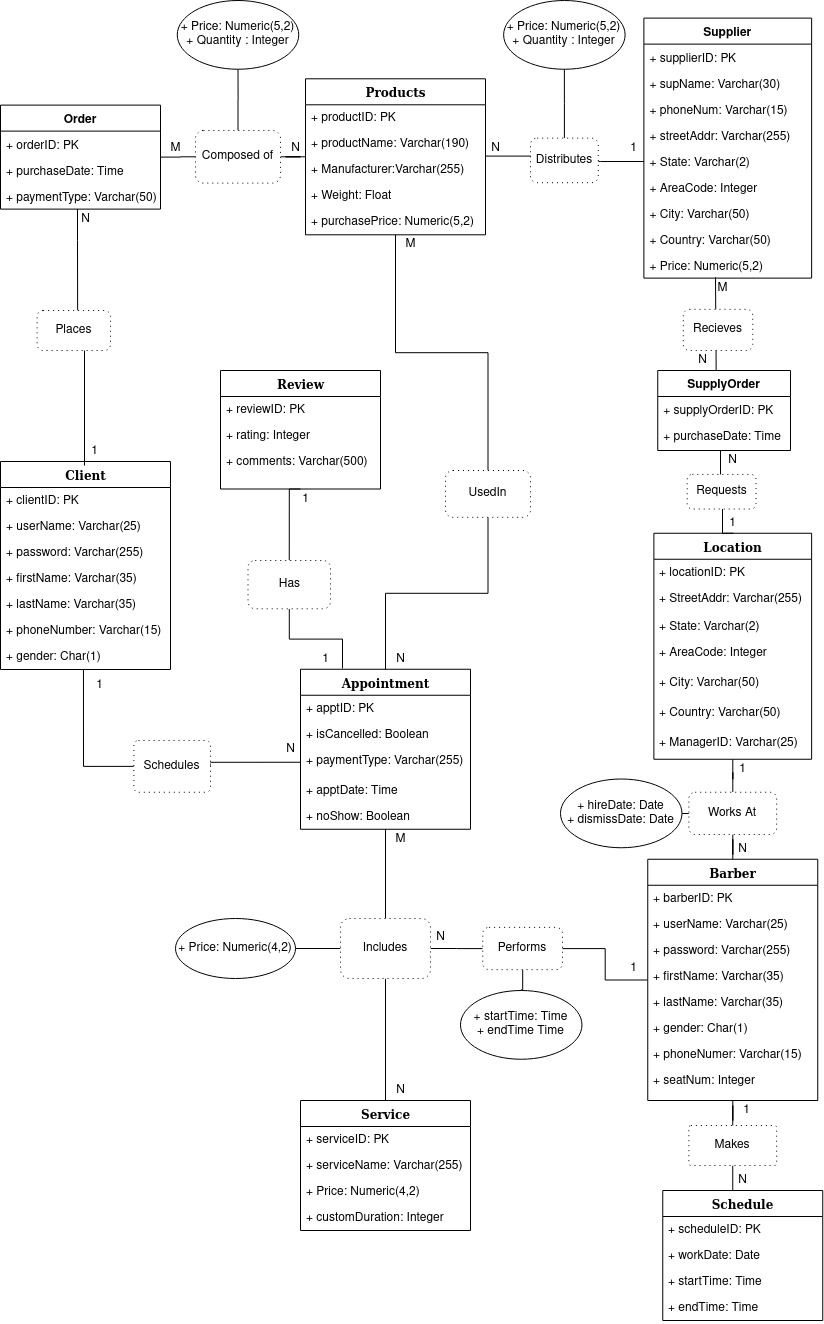 + Price: Numeric(5,2)
+ Quantity : Integer
+ Price: Numeric(5,2)
+ Quantity : Integer
Supplier
+ supplierID: PK
+ supName: Varchar(30)
+ phoneNum: Varchar(15)
+ streetAddr: Varchar(255)
+ State: Varchar(2)
+ AreaCode: Integer
+ City: Varchar(50)
+ Country: Varchar(50)
+ Price: Numeric(5,2)
Order
+ orderID: PK
+ purchaseDate: Time
+ paymentType: Varchar(50)
M
Composed of
N
Products
+ productID: PK
+ productName: Varchar(190)
+ Manufacturer:Varchar(255)
+ Weight: Float
+ purchasePrice: Numeric(5,2)
N
Distributes
1
N
Places
1
M
UsedIn
N
M
Recieves
N
SupplyOrder
+ supplyOrderID: PK
+ purchaseDate: Time
N
Requests
1
Review
+ reviewID: PK
+ rating: Integer
+ comments: Varchar(500)
1
Has
1
Client
+ clientID: PK
+ userName: Varchar(25)
+ password: Varchar(255)
+ firstName: Varchar(35)
+ lastName: Varchar(35)
+ phoneNumber: Varchar(15)
+ gender: Char(1)
1
Schedules
N
Location
+ locationID: PK
+ StreetAddr: Varchar(255)
+ State: Varchar(2)
+ AreaCode: Integer
+ City: Varchar(50)
+ Country: Varchar(50)
+ ManagerID: Varchar(25)
Appointment
+ apptID: PK
+ isCancelled: Boolean
+ paymentType: Varchar(255)
+ apptDate: Time
+ noShow: Boolean
1
+ hireDate: Date
+ dismissDate: Date
Works At
N
Barber
+ barberID: PK
+ userName: Varchar(25)
+ password: Varchar(255)
+ firstName: Varchar(35)
+ lastName: Varchar(35)
+ gender: Char(1)
+ phoneNumer: Varchar(15)
+ seatNum: Integer
M
+ Price: Numeric(4,2)
Includes
N
Performs
1
+ startTime: Time
+ endTime Time
N
Service
+ serviceID: PK
+ serviceName: Varchar(255)
+ Price: Numeric(4,2)
+ customDuration: Integer
1
Makes
N
Schedule
+ scheduleID: PK
+ workDate: Date
+ startTime: Time
+ endTime: Time